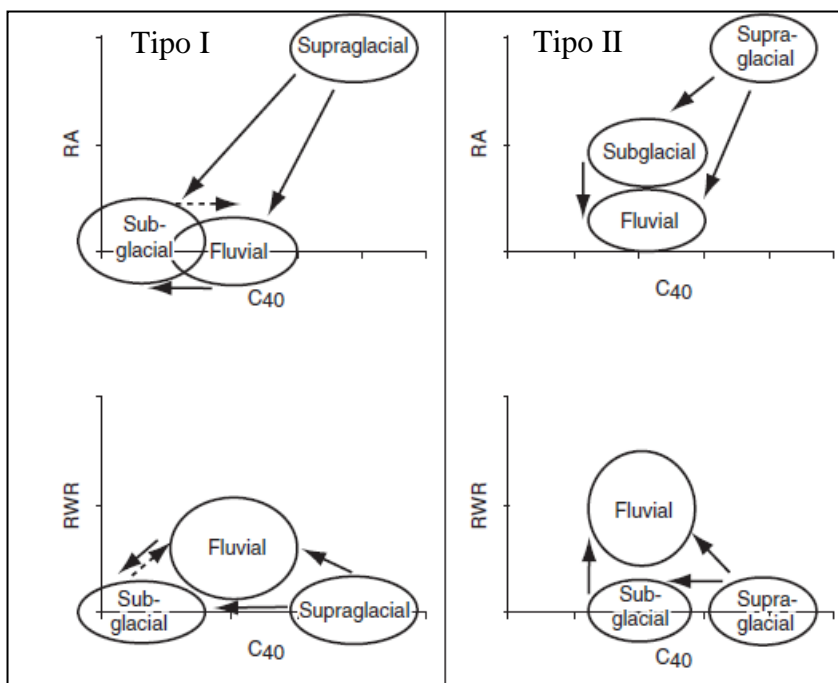 Tipo I
Supraglacial
RA
Sub-
glacial
Fluvial
C40
Tipo II
Supra-
glacial
RA
Subglacial
Fluvial
C40
RWR
Fluvial
Sub-
glacial
Supraglacial
C40
RWR
Fluvial
Sub-
glacial
Supra-
glacial
C40